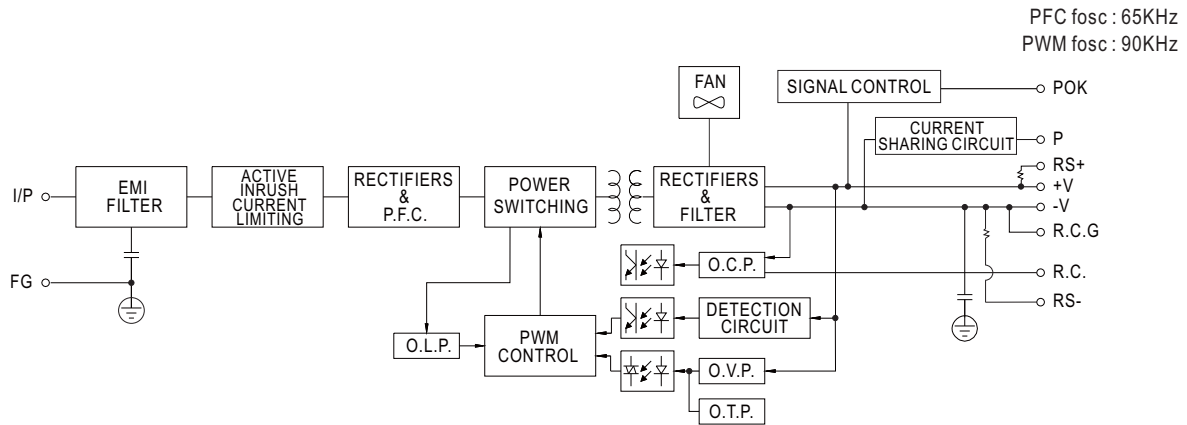 PFC fosc : 65KHz
PWM fosc : 90KHz
FAN
SIGNAL CONTROL
POK
CURRENT
SHARING CIRCUIT
P
RS+
I/P
EMI
FILTER
ACTIVE
INRUSH
CURRENT
LIMITING
RECTIFIERS
&
P.F.C.
POWER
SWITCHING
RECTIFIERS
&
FILTER
+V
-V
R.C.G
FG
O.C.P.
R.C.
RS-
DETECTION
CIRCUIT
O.L.P.
PWM
CONTROL
O.V.P.
O.T.P.